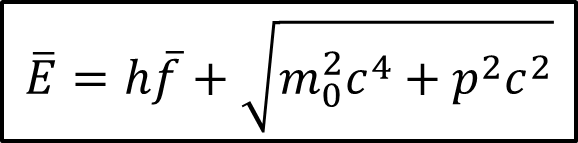 Ē = hf̄ + √(m₀²c⁴ + p²c²)